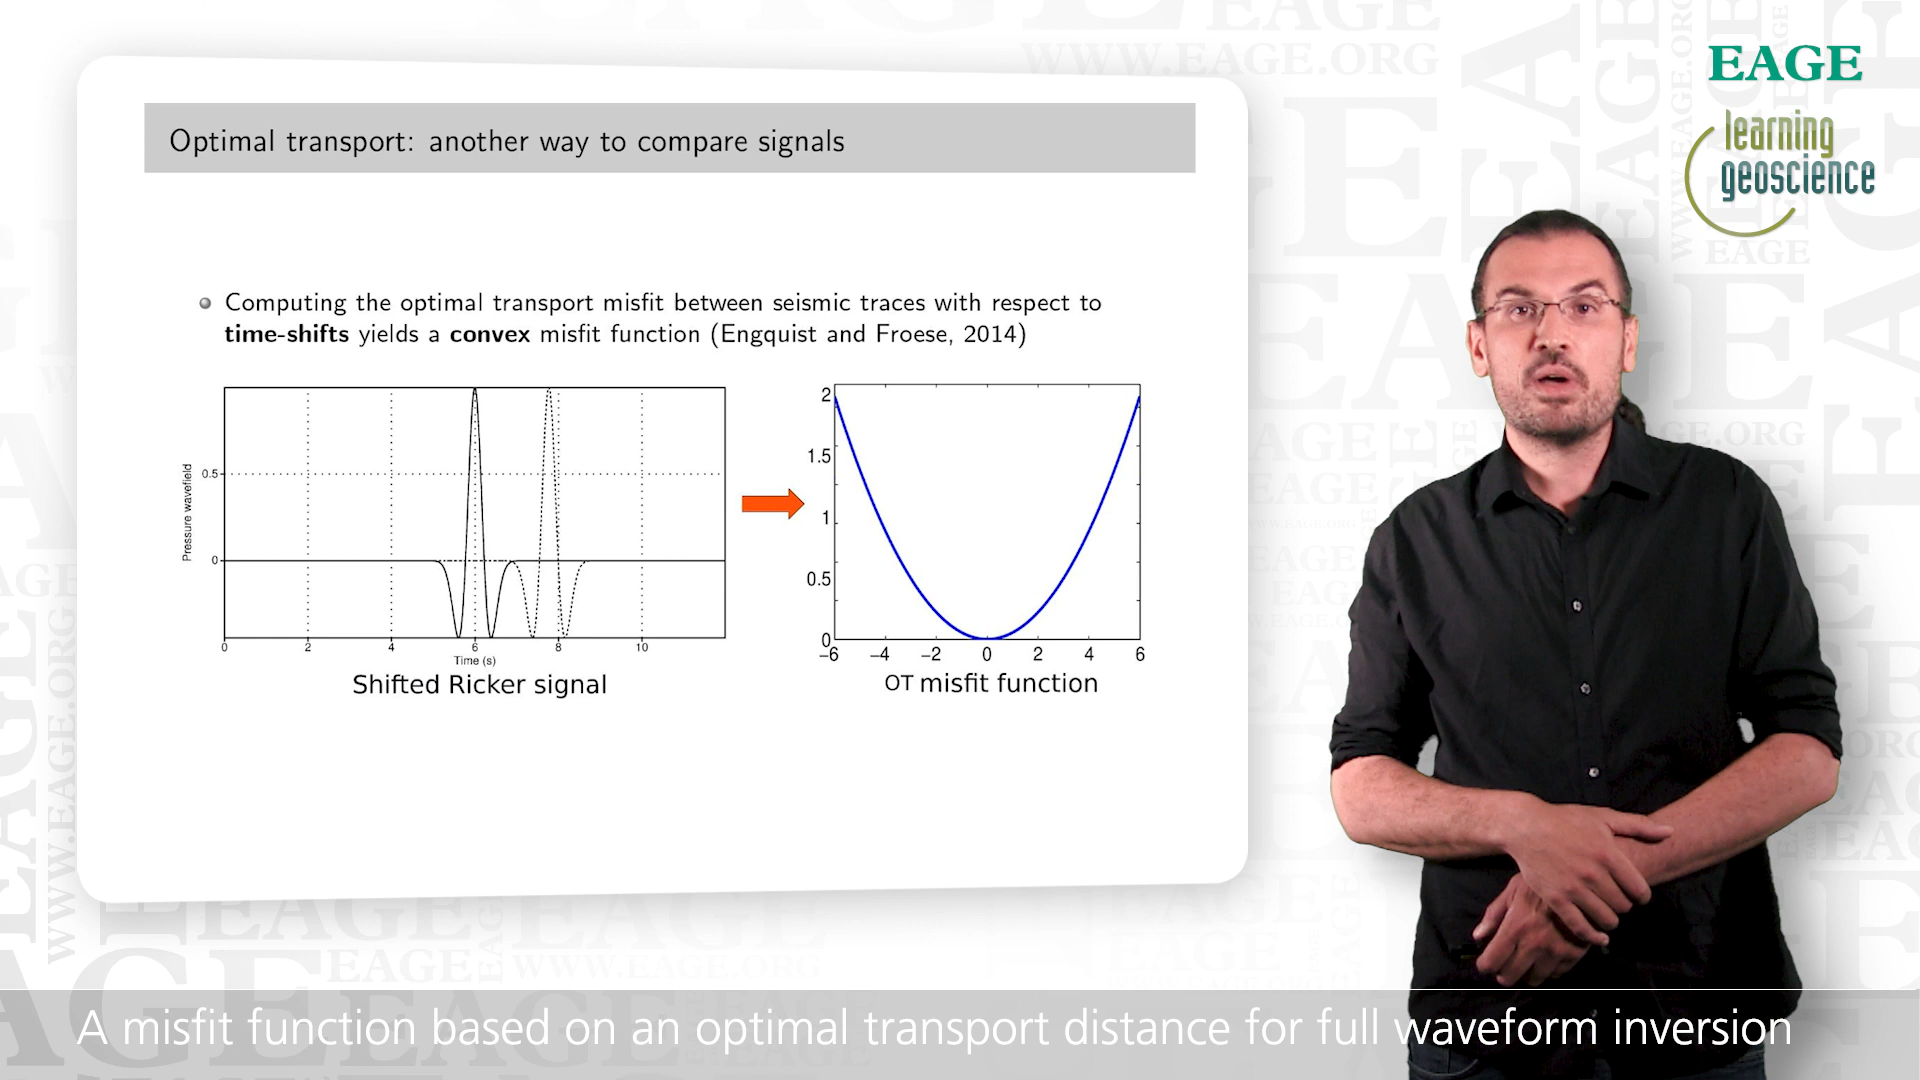 EAGE
learning
geoscience
Optimal transport: another way to compare signals
Computing the optimal transport misfit between seismic traces with respect to
time-shifts yields a convex misfit function (Engquist and Froese, 2014)
Pressure wavefield
0.5
0
0 2 4 6 8 10
Time (s)
Shifted Ricker signal
2
1.5
1
0.5
0
−6 −4 −2 0 2 4 6
OT misfit function
A misfit function based on an optimal transport distance for full waveform inversion